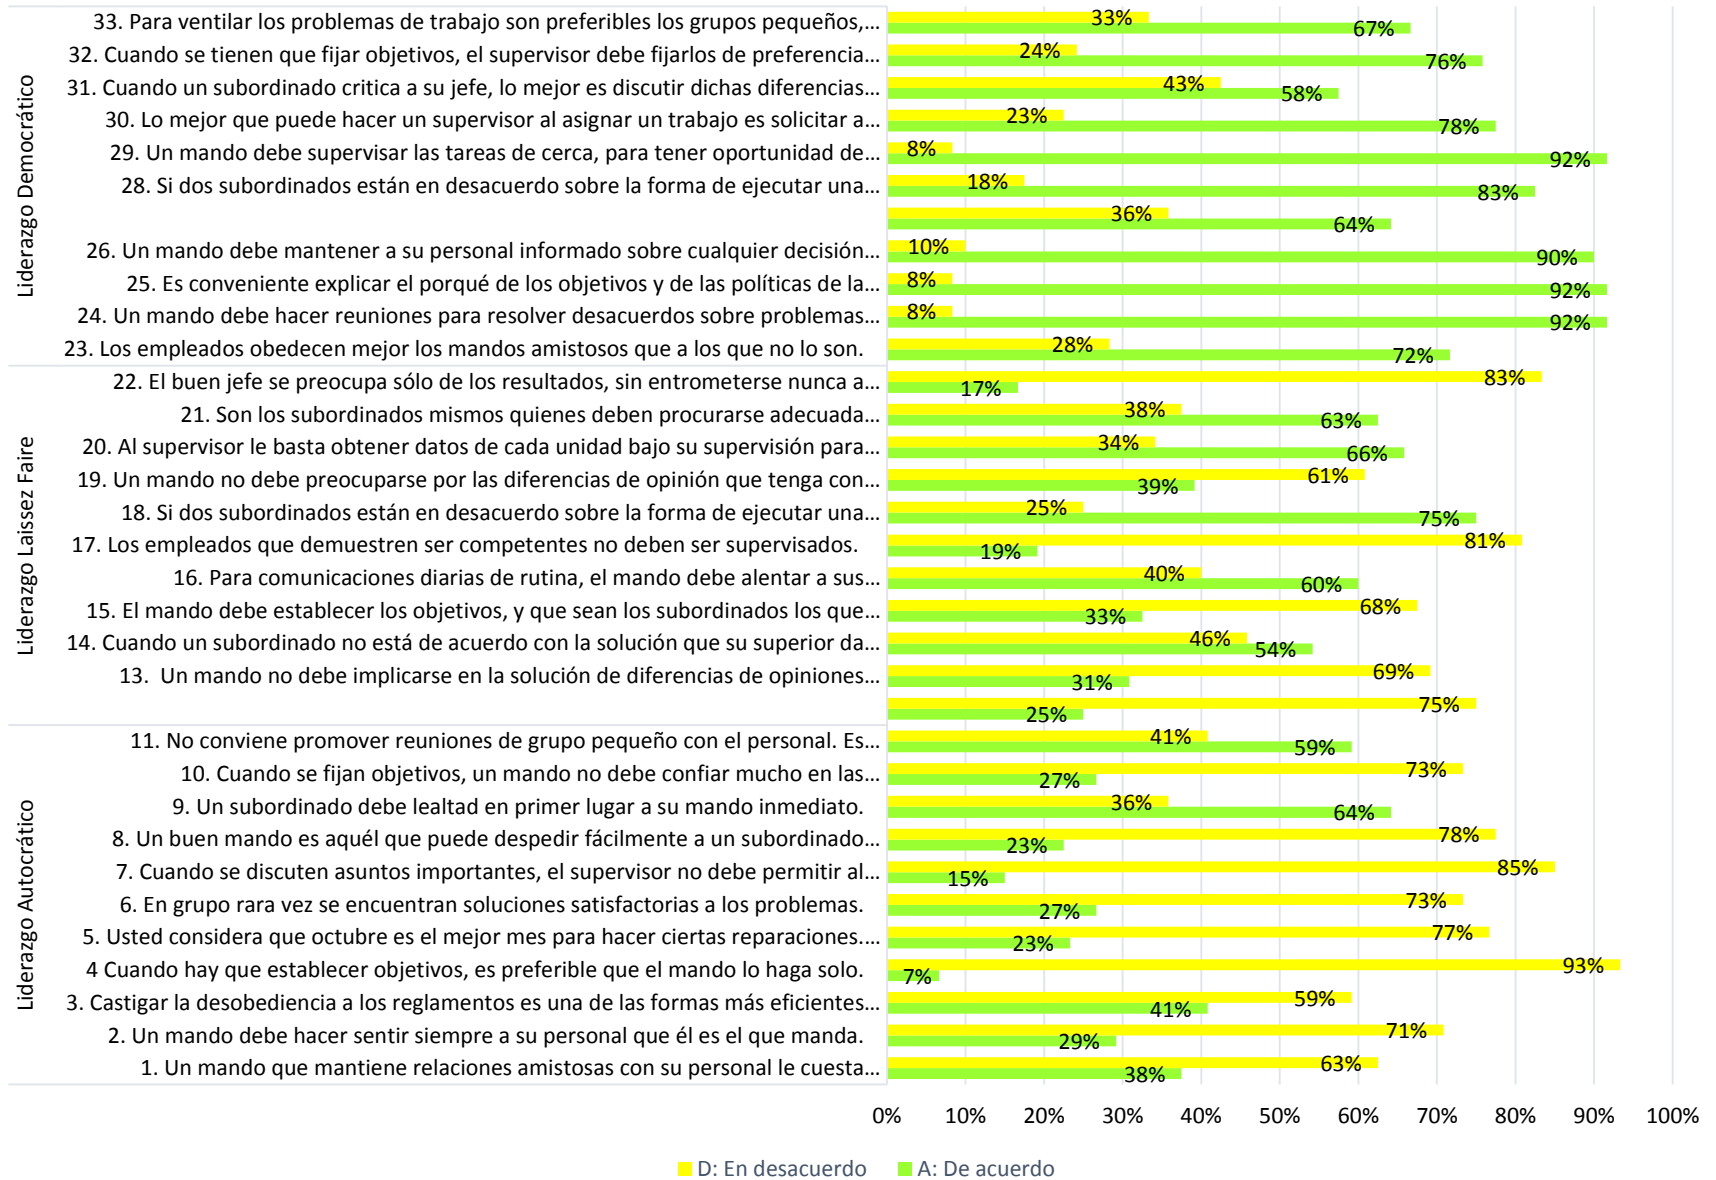 Liderazgo Democrático
33. Para ventilar los problemas de trabajo son preferibles los grupos pequeños,...
33%
67%
32. Cuando se tienen que fijar objetivos, el supervisor debe fijarlos de preferencia...
24%
76%
31. Cuando un subordinado critica a su jefe, lo mejor es discutir dichas diferencias...
43%
58%
30. Lo mejor que puede hacer un supervisor al asignar un trabajo es solicitar a...
23%
78%
29. Un mando debe supervisar las tareas de cerca, para tener oportunidad de...
8%
92%
28. Si dos subordinados están en desacuerdo sobre la forma de ejecutar una...
18%
83%
36%
64%
26. Un mando debe mantener a su personal informado sobre cualquier decisión...
10%
90%
25. Es conveniente explicar el porqué de los objetivos y de las políticas de la...
8%
92%
24. Un mando debe hacer reuniones para resolver desacuerdos sobre problemas...
8%
92%
23. Los empleados obedecen mejor los mandos amistosos que a los que no lo son.
28%
72%
Liderazgo Laissez Faire
22. El buen jefe se preocupa sólo de los resultados, sin entrometerse nunca a...
83%
17%
21. Son los subordinados mismos quienes deben procurarse adecuada...
38%
63%
20. Al supervisor le basta obtener datos de cada unidad bajo su supervisión para...
34%
66%
19. Un mando no debe preocuparse por las diferencias de opinión que tenga con...
61%
39%
18. Si dos subordinados están en desacuerdo sobre la forma de ejecutar una...
25%
75%
17. Los empleados que demuestren ser competentes no deben ser supervisados.
81%
19%
16. Para comunicaciones diarias de rutina, el mando debe alentar a sus...
40%
60%
15. El mando debe establecer los objetivos, y que sean los subordinados los que...
68%
33%
14. Cuando un subordinado no está de acuerdo con la solución que su superior da...
46%
54%
13. Un mando no debe implicarse en la solución de diferencias de opiniones...
69%
31%
75%
25%
Liderazgo Autocrático
11. No conviene promover reuniones de grupo pequeño con el personal. Es...
41%
59%
10. Cuando se fijan objetivos, un mando no debe confiar mucho en las...
73%
27%
9. Un subordinado debe lealtad en primer lugar a su mando inmediato.
36%
64%
8. Un buen mando es aquél que puede despedir fácilmente a un subordinado...
78%
23%
7. Cuando se discuten asuntos importantes, el supervisor no debe permitir al...
85%
15%
6. En grupo rara vez se encuentran soluciones satisfactorias a los problemas.
73%
27%
5. Usted considera que octubre es el mejor mes para hacer ciertas reparaciones....
77%
23%
4 Cuando hay que establecer objetivos, es preferible que el mando lo haga solo.
93%
7%
3. Castigar la desobediencia a los reglamentos es una de las formas más eficientes...
59%
41%
2. Un mando debe hacer sentir siempre a su personal que él es el que manda.
71%
29%
1. Un mando que mantiene relaciones amistosas con su personal le cuesta...
63%
38%
0% 10% 20% 30% 40% 50% 60% 70% 80% 90% 100%
D: En desacuerdo A: De acuerdo